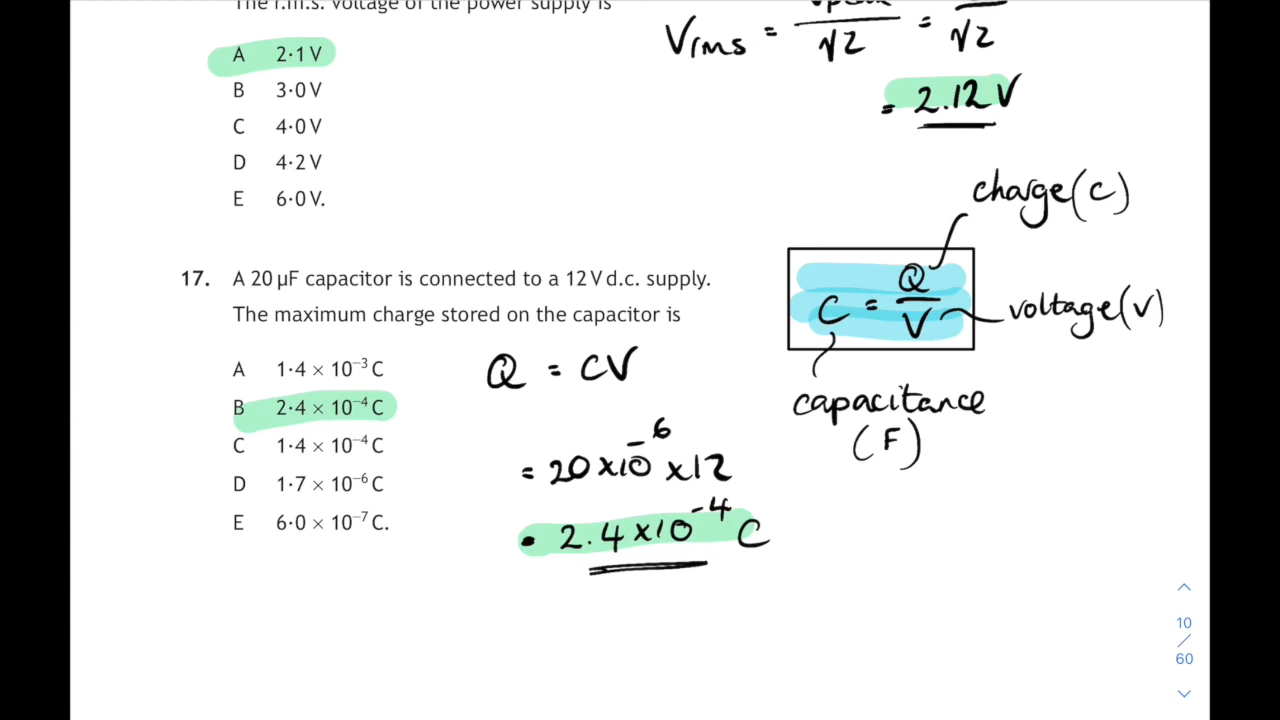 The r.m.s. voltage of the power supply is
Vrms = Vpeak / √2 = / √2
A 2·1 V
= 2.12 V
B 3·0 V
C 4·0 V
D 4·2 V
E 6·0 V.
charge (C)
17. A 20 µF capacitor is connected to a 12 V d.c. supply.
The maximum charge stored on the capacitor is
C = Q / V
voltage (V)
capacitance
(F)
A 1·4 × 10⁻³ C
B 2·4 × 10⁻⁴ C
C 1·4 × 10⁻⁴ C
D 1·7 × 10⁻⁶ C
E 6·0 × 10⁻⁷ C.
Q = CV
= 20 × 10⁻⁶ × 12
• 2.4 × 10⁻⁴ C
10
/
60